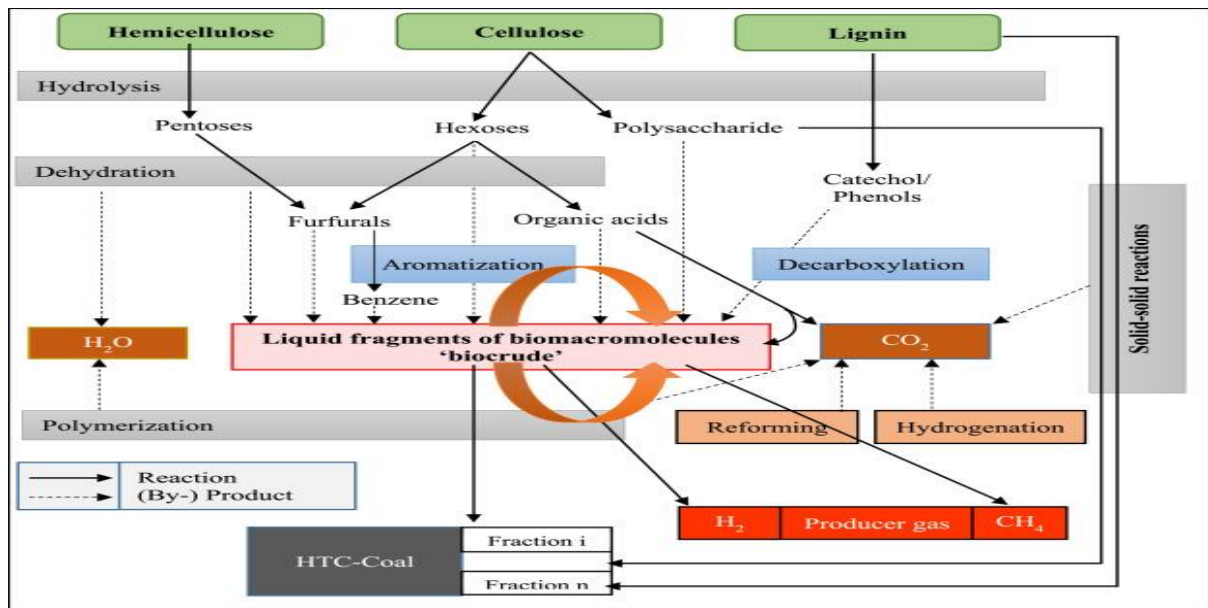 Hemicellulose
Cellulose
Lignin
Hydrolysis
Pentoses
Hexoses
Polysaccharide
Dehydration
Catechol/
Phenols
Furfurals
Organic acids
Aromatization
Decarboxylation
Solid-solid reactions
Benzene
H₂O
Liquid fragments of biomacromolecules
‘biocrude’
CO₂
Polymerization
Reforming
Hydrogenation
Reaction
(By-) Product
H₂
Producer gas
CH₄
HTC-Coal
Fraction i
Fraction n